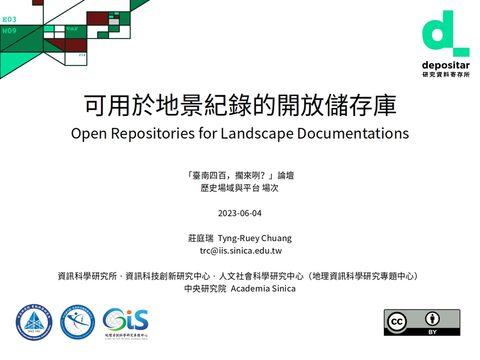 E03
W09
depositar
研究資料寄存所
可用於地景紀錄的開放儲存庫
Open Repositories for Landscape Documentations
「臺南四百，擱來咧？」論壇
歷史場域與平台 場次
2023-06-04
莊庭瑞 Tyng-Ruey Chuang
trc@iis.sinica.edu.tw
資訊科學研究所 · 資訊科技創新研究中心 · 人文社會科學研究中心（地理資訊科學研究專題中心）
中央研究院 Academia Sinica
GiS
cc
BY